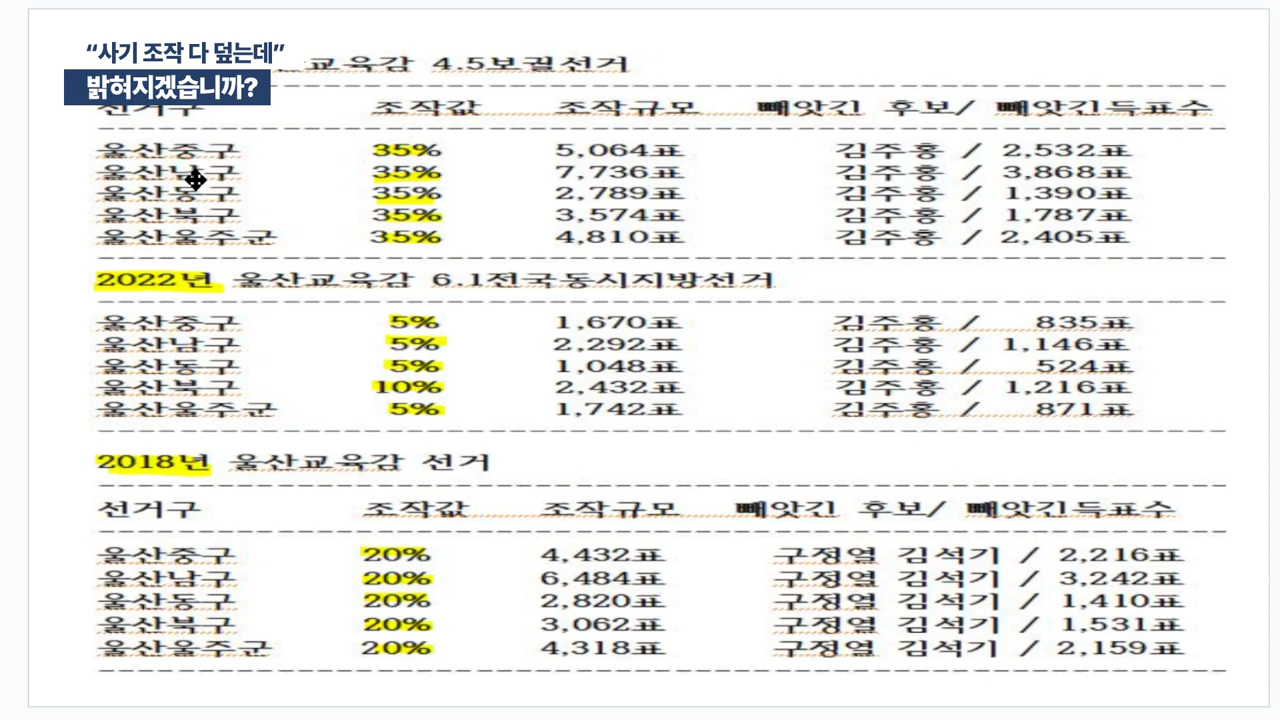 “사기 조작 다 덮는데”
밝혀지겠습니까?
교육감 4.5보궐선거
선거구 조작값 조작규모 빼앗긴 후보/ 빼앗긴득표수
울산중구 35% 5,064표 김주홍 / 2,532표
울산남구 35% 7,736표 김주홍 / 3,868표
울산동구 35% 2,789표 김주홍 / 1,390표
울산북구 35% 3,574표 김주홍 / 1,787표
울산울주군 35% 4,810표 김주홍 / 2,405표
2022년 울산교육감 6.1전국동시지방선거
울산중구 5% 1,670표 김주홍 / 835표
울산남구 5% 2,292표 김주홍 / 1,146표
울산동구 5% 1,048표 김주홍 / 524표
울산북구 10% 2,432표 김주홍 / 1,216표
울산울주군 5% 1,742표 김주홍 / 871표
2018년 울산교육감 선거
선거구 조작값 조작규모 빼앗긴 후보/ 빼앗긴득표수
울산중구 20% 4,432표 구정열 김석기 / 2,216표
울산남구 20% 6,484표 구정열 김석기 / 3,242표
울산동구 20% 2,820표 구정열 김석기 / 1,410표
울산북구 20% 3,062표 구정열 김석기 / 1,531표
울산울주군 20% 4,318표 구정열 김석기 / 2,159표